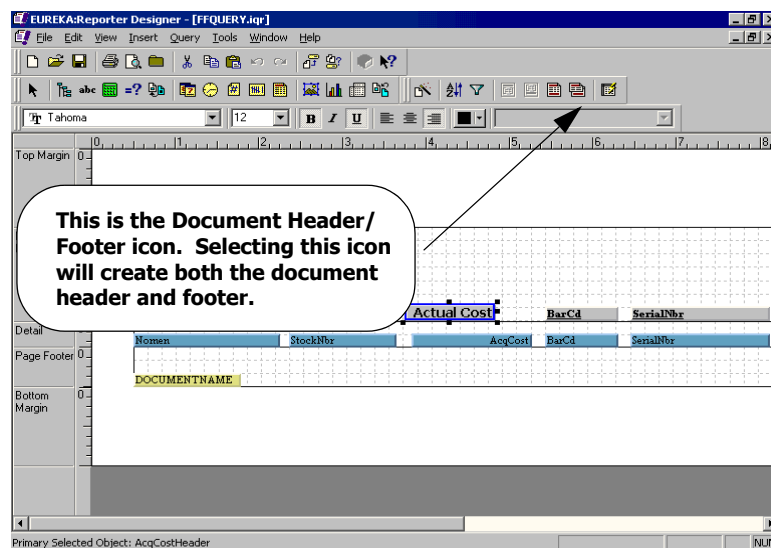 EUREKA:Reporter Designer - [FFQUERY.iqr]
File Edit View Insert Query Tools Window Help
abc =?
Tahoma 12 B I U
0 1 2 3 4 5 6 7 8
Top Margin 0
This is the Document Header/
Footer icon. Selecting this icon
will create both the document
header and footer.
Actual Cost BarCd SerialNbr
Detail
Nomen StockNbr AcqCost BarCd SerialNbr
Page Footer 0
DOCUMENTNAME
Bottom 0
Margin
Primary Selected Object: AcqCostHeader NUM